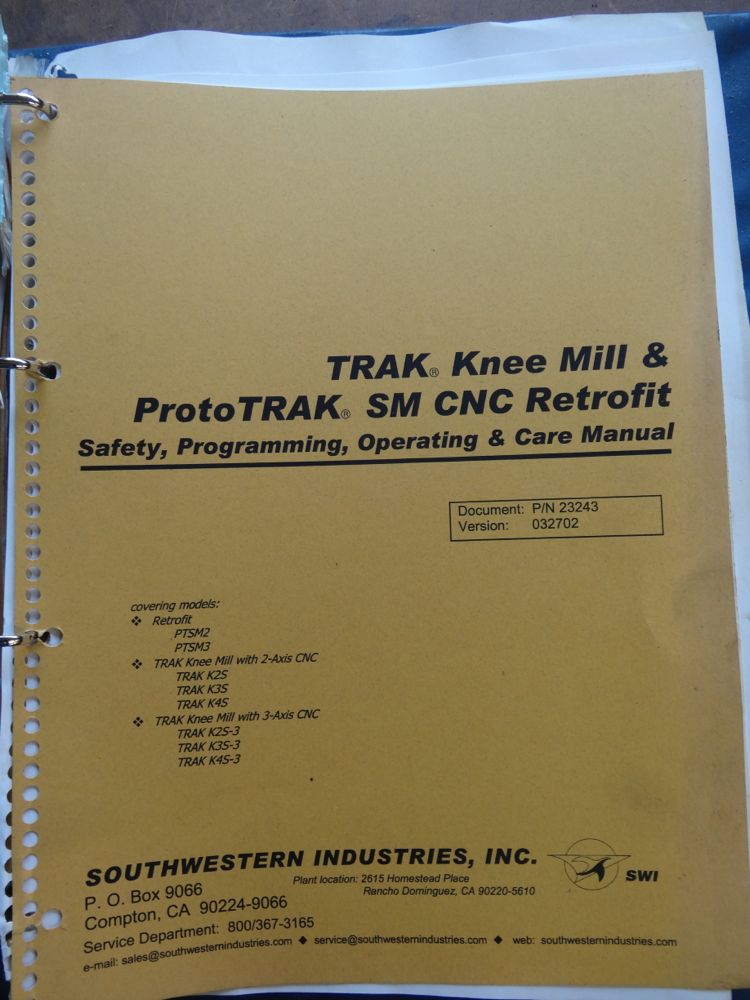 TRAK® Knee Mill &
ProtoTRAK® SM CNC Retrofit
Safety, Programming, Operating & Care Manual
Document: P/N 23243
Version: 032702
covering models:
❖ Retrofit
PTSM2
PTSM3
❖ TRAK Knee Mill with 2-Axis CNC
TRAK K2S
TRAK K3S
TRAK K4S
❖ TRAK Knee Mill with 3-Axis CNC
TRAK K2S-3
TRAK K3S-3
TRAK K4S-3
SOUTHWESTERN INDUSTRIES, INC.
SWI
P. O. Box 9066
Plant location: 2615 Homestead Place
Compton, CA 90224-9066
Rancho Dominguez, CA 90220-5610
Service Department: 800/367-3165
e-mail: sales@southwesternindustries.com ◆ service@southwesternindustries.com ◆ web: southwesternindustries.com